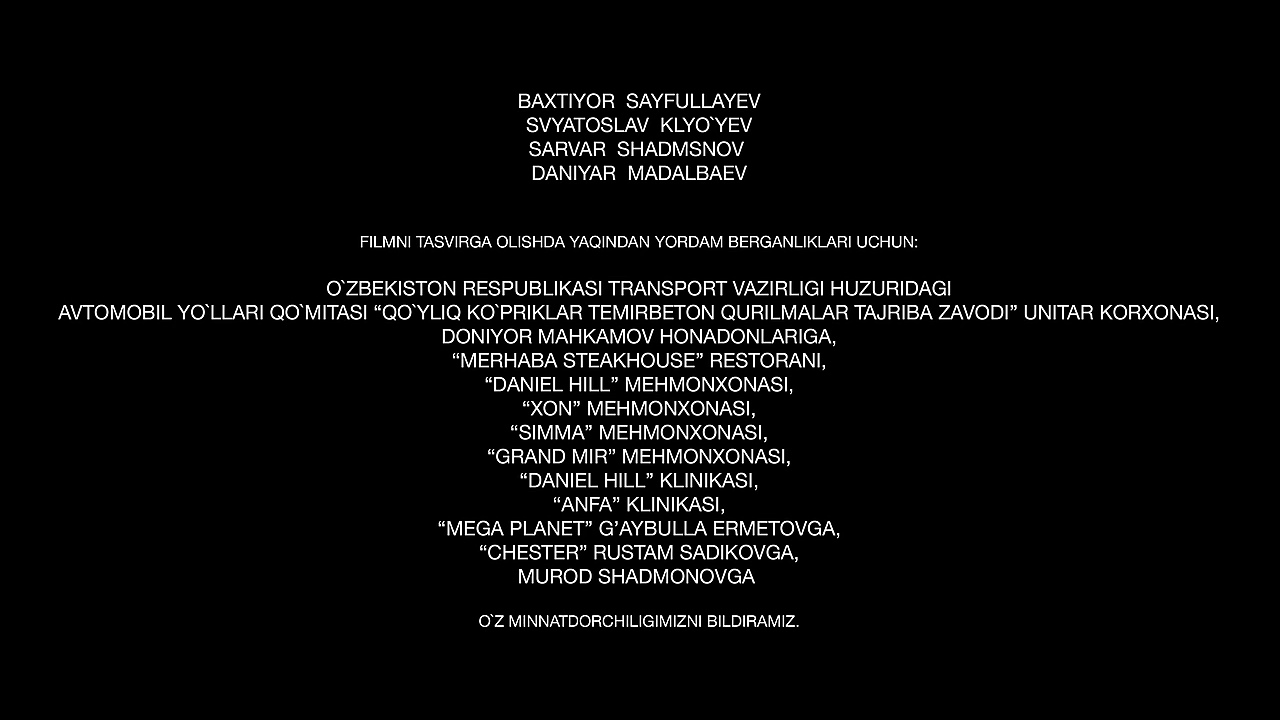 BAXTIYOR SAYFULLAYEV
SVYATOSLAV KLYO`YEV
SARVAR SHADMSNOV
DANIYAR MADALBAEV
FILMNI TASVIRGA OLISHDA YAQINDAN YORDAM BERGANLIKLARI UCHUN:
O`ZBEKISTON RESPUBLIKASI TRANSPORT VAZIRLIGI HUZURIDAGI
AVTOMOBIL YO`LLARI QO`MITASI “QO`YLIQ KO`PRIKLAR TEMIRBETON QURILMALAR TAJRIBA ZAVODI” UNITAR KORXONASI,
DONIYOR MAHKAMOV HONADONLARIGA,
“MERHABA STEAKHOUSE” RESTORANI,
“DANIEL HILL” MEHMONXONASI,
“XON” MEHMONXONASI,
“SIMMA” MEHMONXONASI,
“GRAND MIR” MEHMONXONASI,
“DANIEL HILL” KLINIKASI,
“ANFA” KLINIKASI,
“MEGA PLANET” G’AYBULLA ERMETOVGA,
“CHESTER” RUSTAM SADIKOVGA,
MUROD SHADMONOVGA
O`Z MINNATDORCHILIGIMIZNI BILDIRAMIZ.